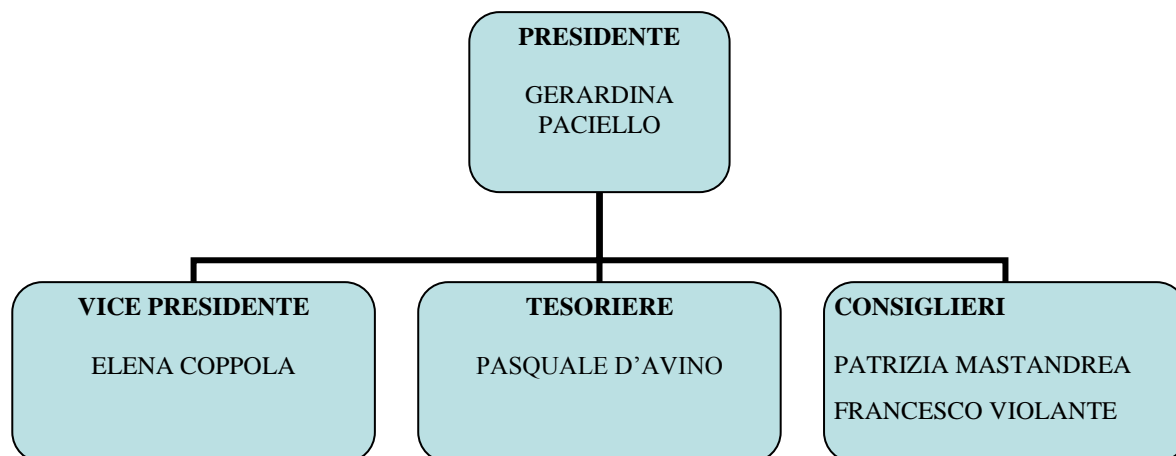 PRESIDENTE
GERARDINA
PACIELLO
VICE PRESIDENTE
ELENA COPPOLA
TESORIERE
PASQUALE D’AVINO
CONSIGLIERI
PATRIZIA MASTANDREA
FRANCESCO VIOLANTE